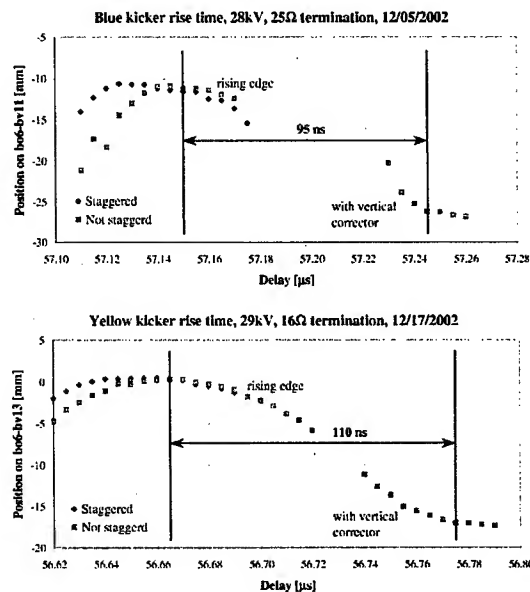 Blue kicker rise time, 28kV, 25Ω termination, 12/05/2002
Position on bo6-bv11 [mm]
0
-5
-10
-15
-20
-25
-30
rising edge
95 ns
Staggered
Not staggerd
with vertical
corrector
57.10 57.12 57.14 57.16 57.18 57.20 57.22 57.24 57.26 57.28
Delay [µs]
Yellow kicker rise time, 29kV, 16Ω termination, 12/17/2002
Position on bo6-bv13 [mm]
5
0
-5
-10
-15
-20
rising edge
110 ns
Staggered
Not staggerd
with vertical
corrector
56.62 56.64 56.66 56.68 56.70 56.72 56.74 56.76 56.78 56.80
Delay [µs]